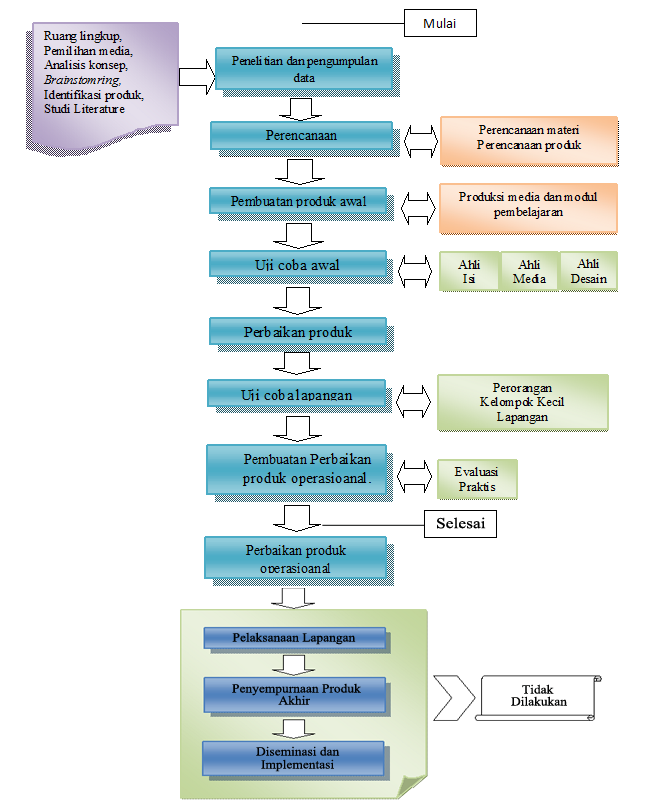 Mulai
Ruang lingkup,
Pemilihan media,
Analisis konsep,
Brainstomring,
Identifikasi produk,
Studi Literature
Penelitian dan pengumpulan
data
Perencanaan
Perencanaan materi
Perencanaan produk
Pembuatan produk awal
Produksi media dan modul
pembelajaran
Uji coba awal
Ahli
Isi
Ahli
Media
Ahli
Desain
Perbaikan produk
Uji coba lapangan
Perorangan
Kelompok Kecil
Lapangan
Pembuatan Perbaikan
produk operasioanal.
Evaluasi
Praktis
Selesai
Perbaikan produk
operasioanal
Pelaksanaan Lapangan
Penyempurnaan Produk
Akhir
Diseminasi dan
Implementasi
Tidak
Dilakukan